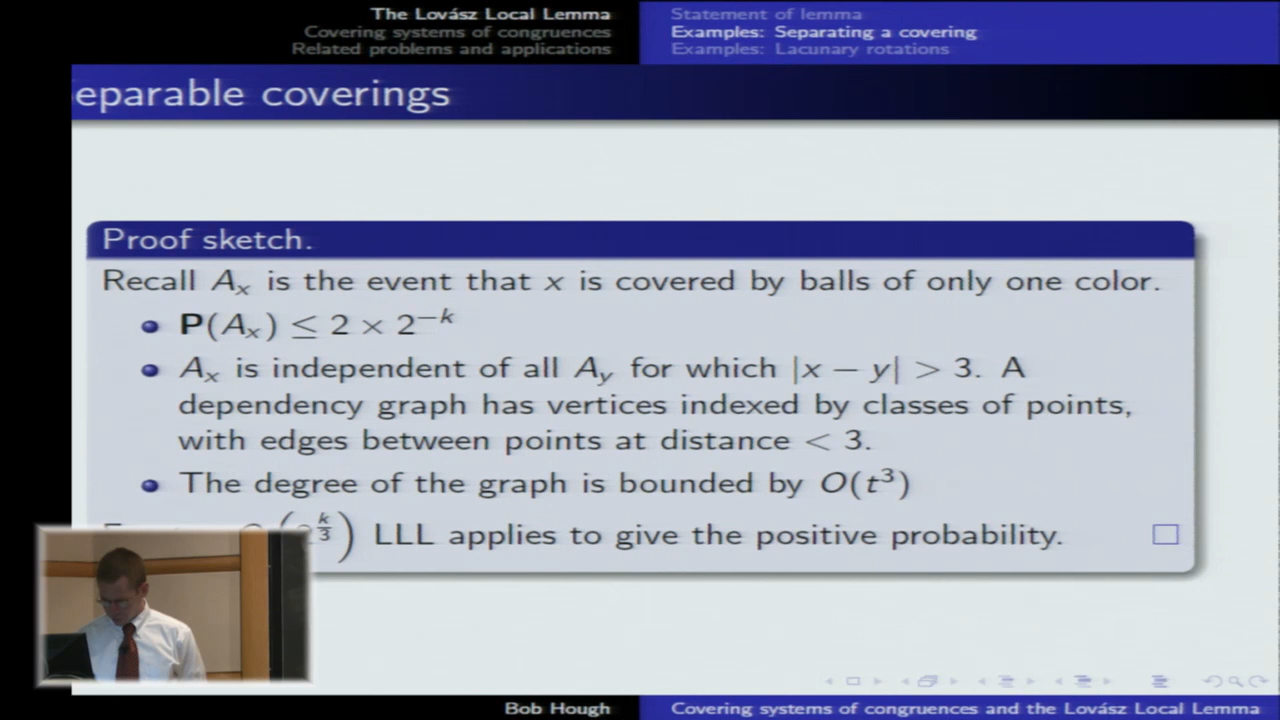 The Lovász Local Lemma
Covering systems of congruences
Related problems and applications
Statement of lemma
Examples: Separating a covering
Examples: Lacunary rotations
eparable coverings
Proof sketch.
Recall Aₓ is the event that x is covered by balls of only one color.
P(Aₓ) ≤ 2 × 2⁻ᵏ
Aₓ is independent of all A_y for which |x − y| > 3. A
dependency graph has vertices indexed by classes of points,
with edges between points at distance < 3.
The degree of the graph is bounded by O(t³)
k/3) LLL applies to give the positive probability. □
Bob Hough
Covering systems of congruences and the Lovász Local Lemma